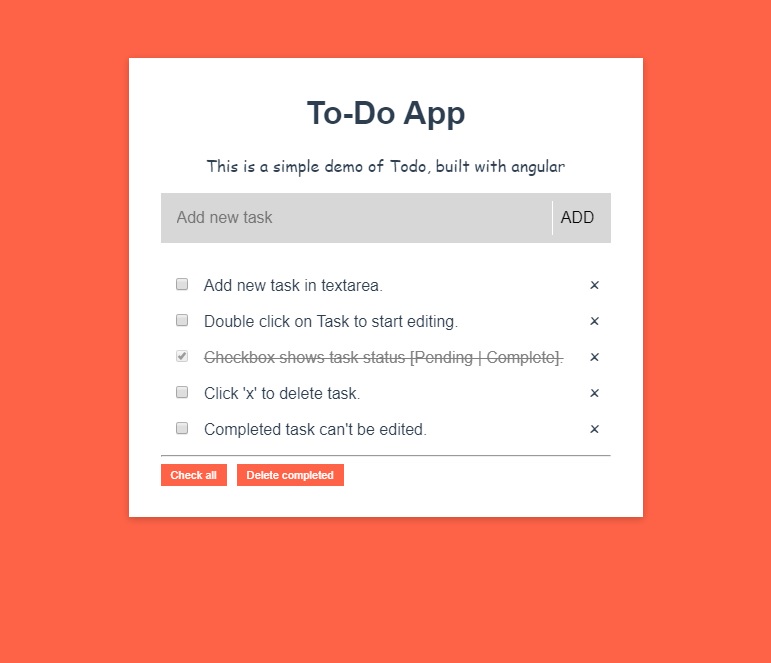 To-Do App
This is a simple demo of Todo, built with angular
Add new task ADD
Add new task in textarea. x
Double click on Task to start editing. x
Checkbox shows task status [Pending | Complete]. x
Click 'x' to delete task. x
Completed task can't be edited. x
Check all Delete completed